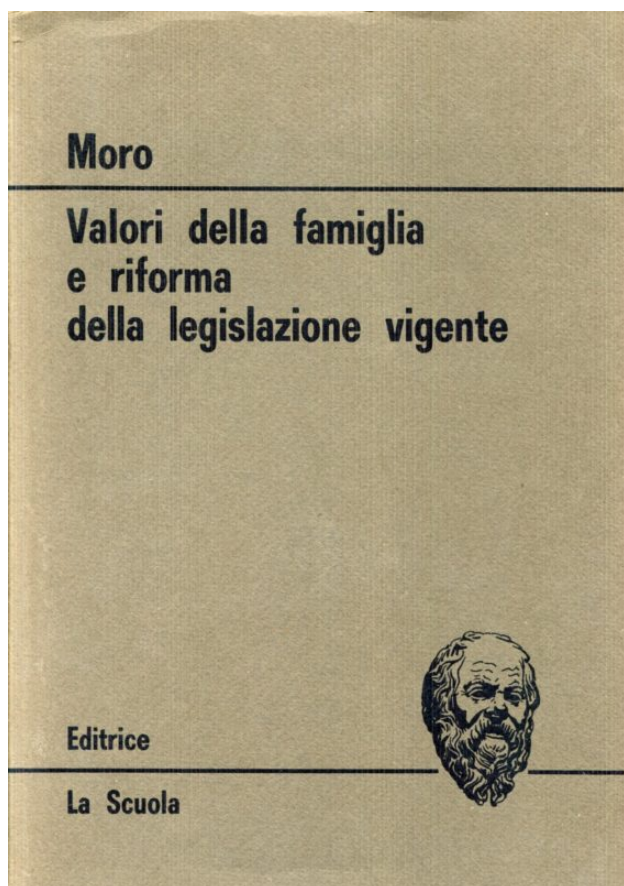 Moro
Valori della famiglia
e riforma
della legislazione vigente
Editrice
La Scuola